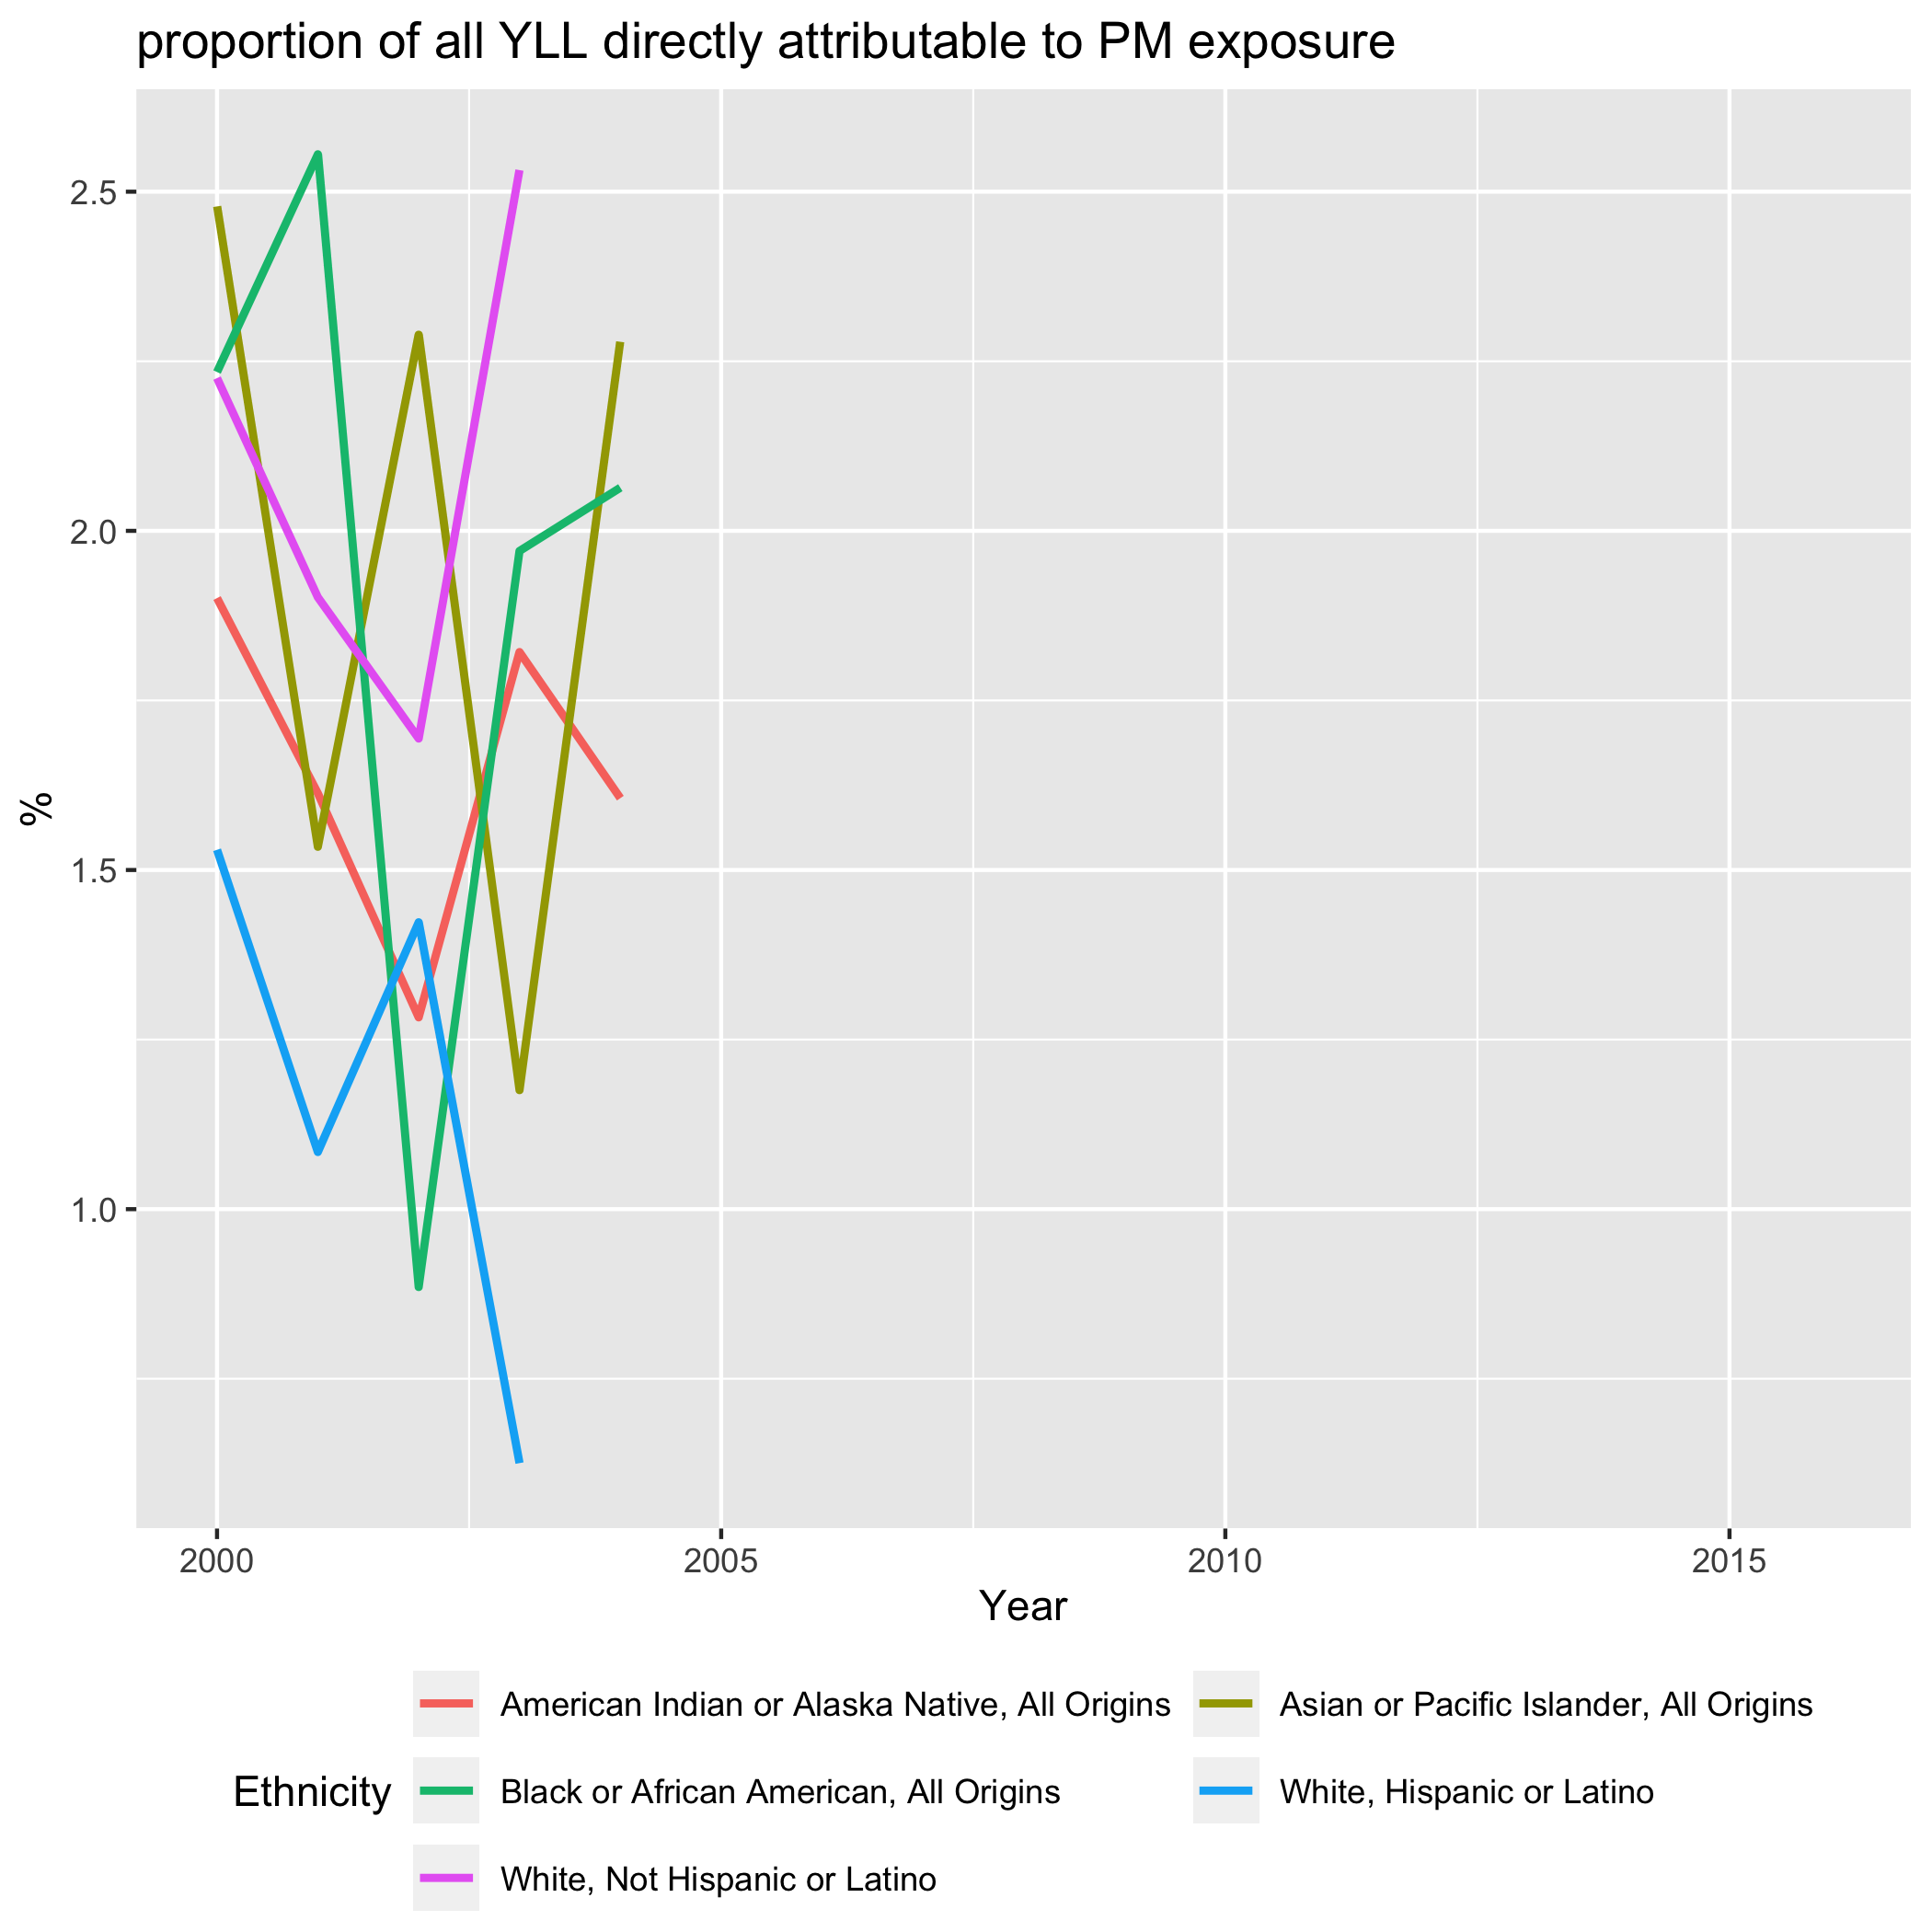 proportion of all YLL directly attributable to PM exposure
2.5
2.0
1.5
1.0
%
2000 2005 2010 2015
Year
Ethnicity
American Indian or Alaska Native, All Origins
Asian or Pacific Islander, All Origins
Black or African American, All Origins
White, Hispanic or Latino
White, Not Hispanic or Latino